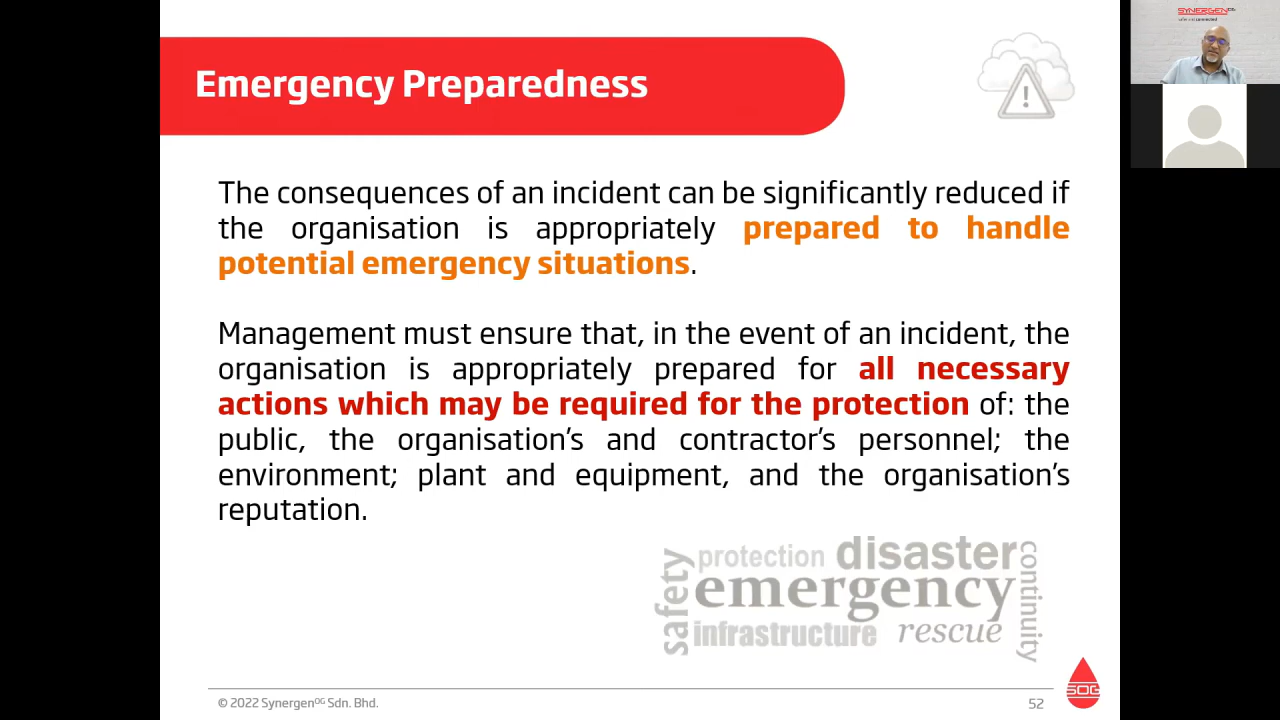 Emergency Preparedness
The consequences of an incident can be significantly reduced if
the organisation is appropriately prepared to handle
potential emergency situations.
Management must ensure that, in the event of an incident, the
organisation is appropriately prepared for all necessary
actions which may be required for the protection of: the
public, the organisation's and contractor's personnel; the
environment; plant and equipment, and the organisation's
reputation.
safety
protection
disaster
continuity
emergency
infrastructure
rescue
© 2022 Synergenᴼᴳ Sdn. Bhd.
52
SOG
SYNERGENᴼᴳ